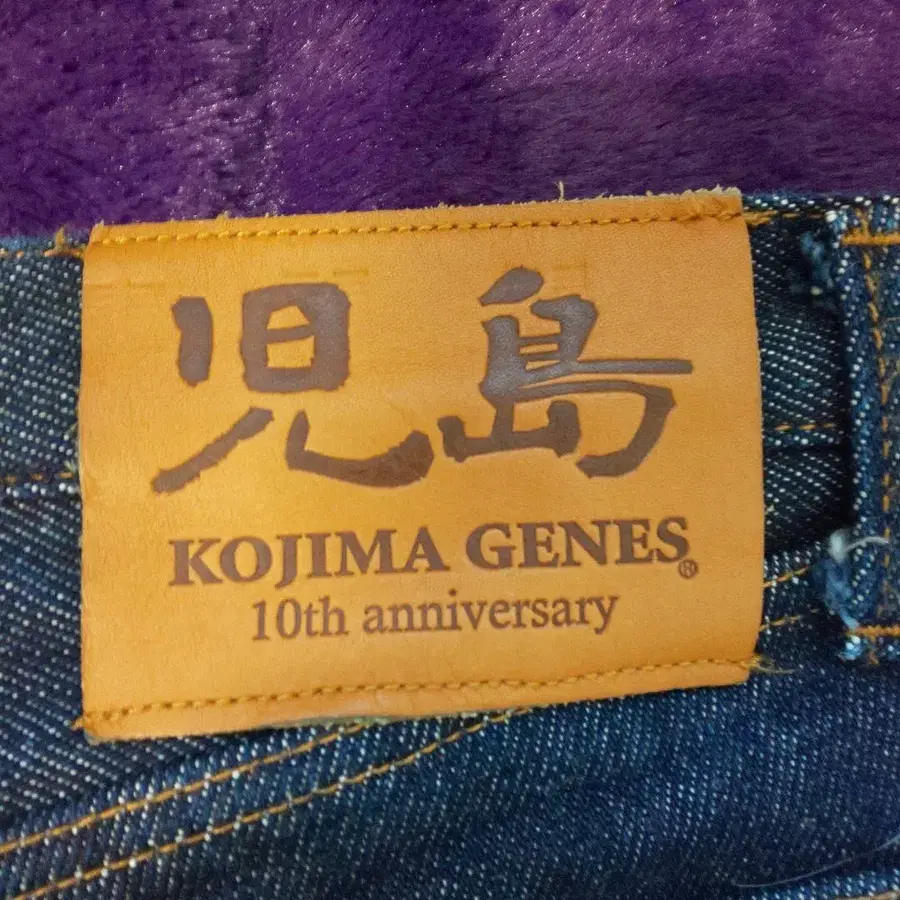 児島
KOJIMA GENES®
10th anniversary